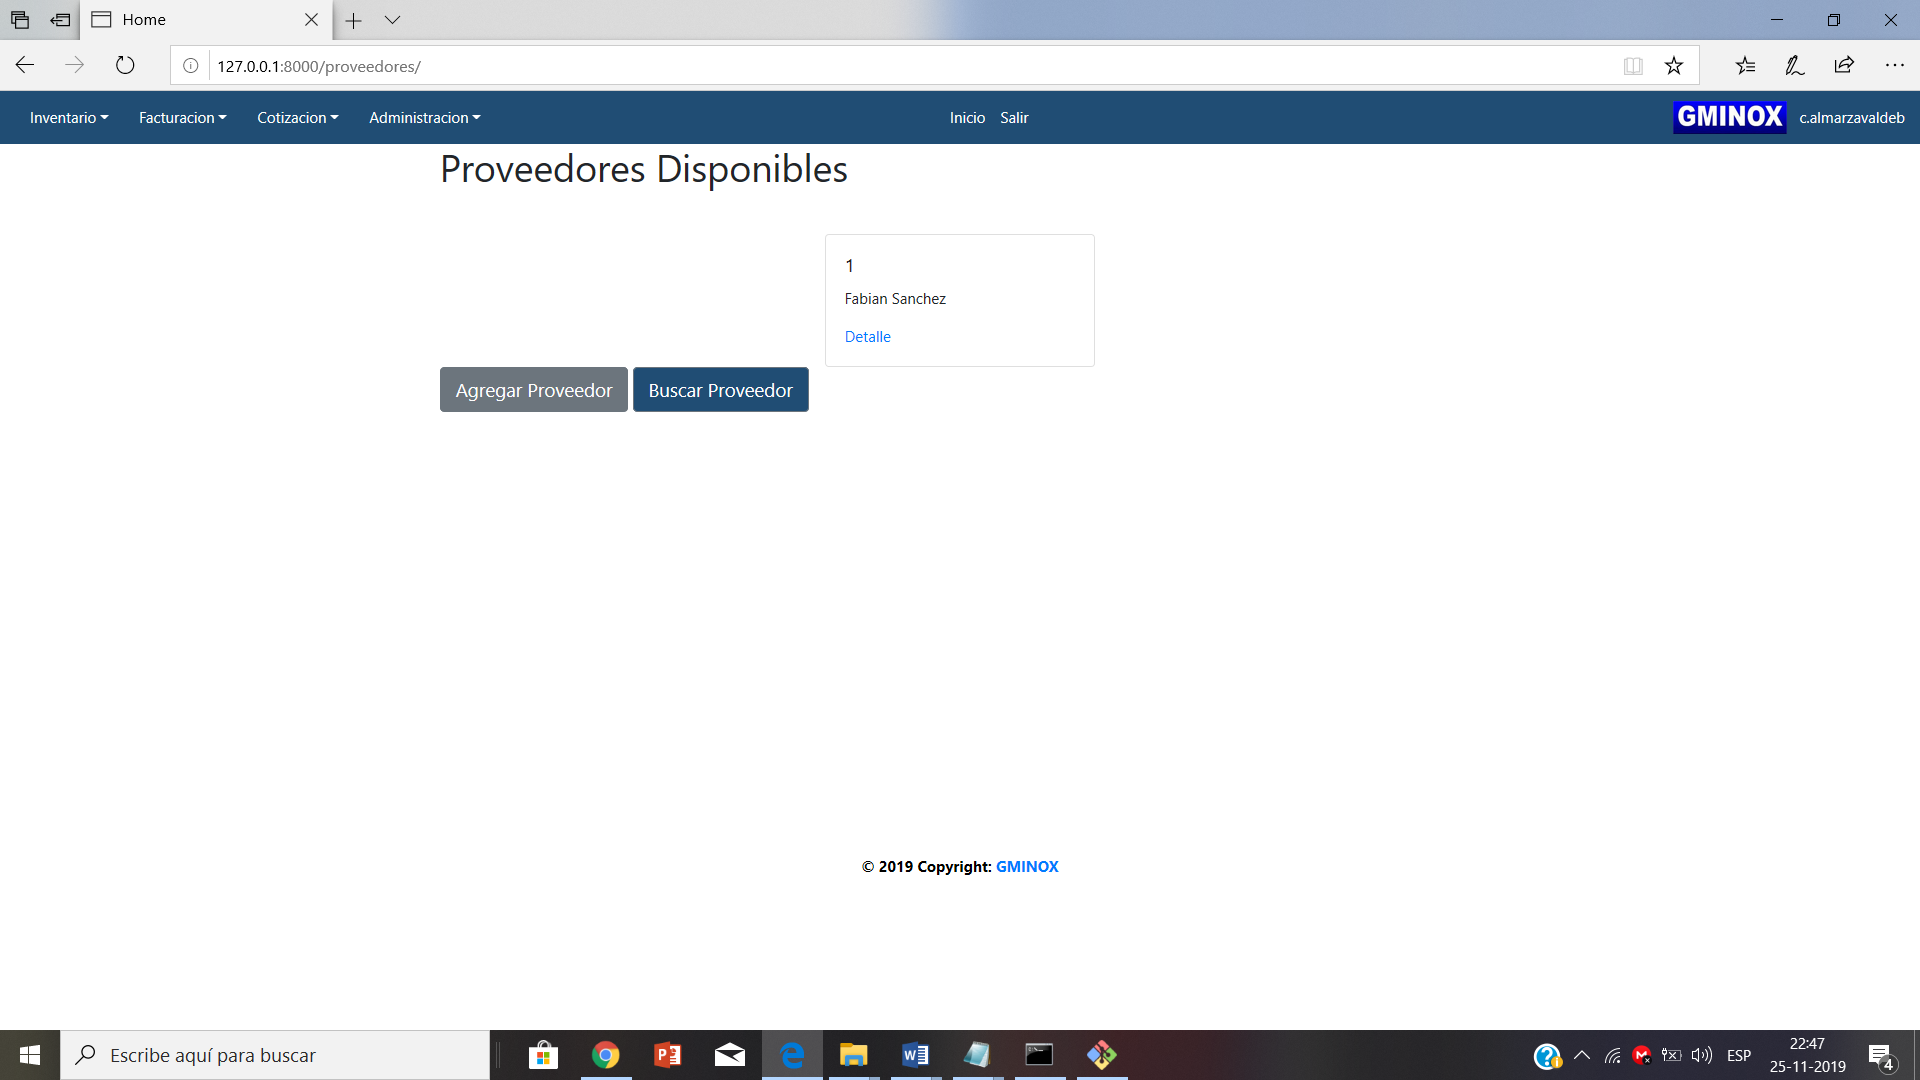 Home
127.0.0.1:8000/proveedores/
Inventario Facturacion Cotizacion Administracion Inicio Salir GMINOX c.almarzavaldeb
Proveedores Disponibles
1
Fabian Sanchez
Detalle
Agregar Proveedor Buscar Proveedor
© 2019 Copyright: GMINOX
Escribe aquí para buscar
ESP
22:47
25-11-2019
4